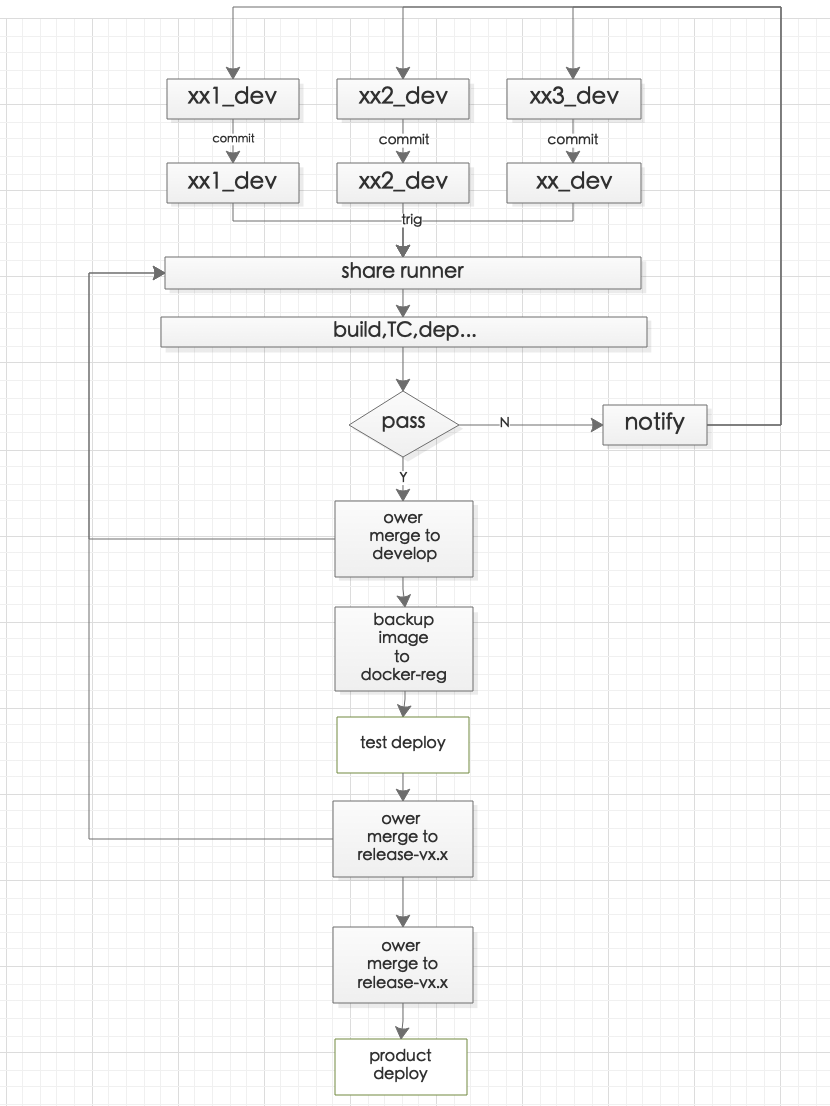 xx1_dev
xx2_dev
xx3_dev
commit
commit
commit
xx1_dev
xx2_dev
xx_dev
trig
share runner
build,TC,dep...
pass
N
notify
Y
ower
merge to
develop
backup
image
to
docker-reg
test deploy
ower
merge to
release-vx.x
ower
merge to
release-vx.x
product
deploy